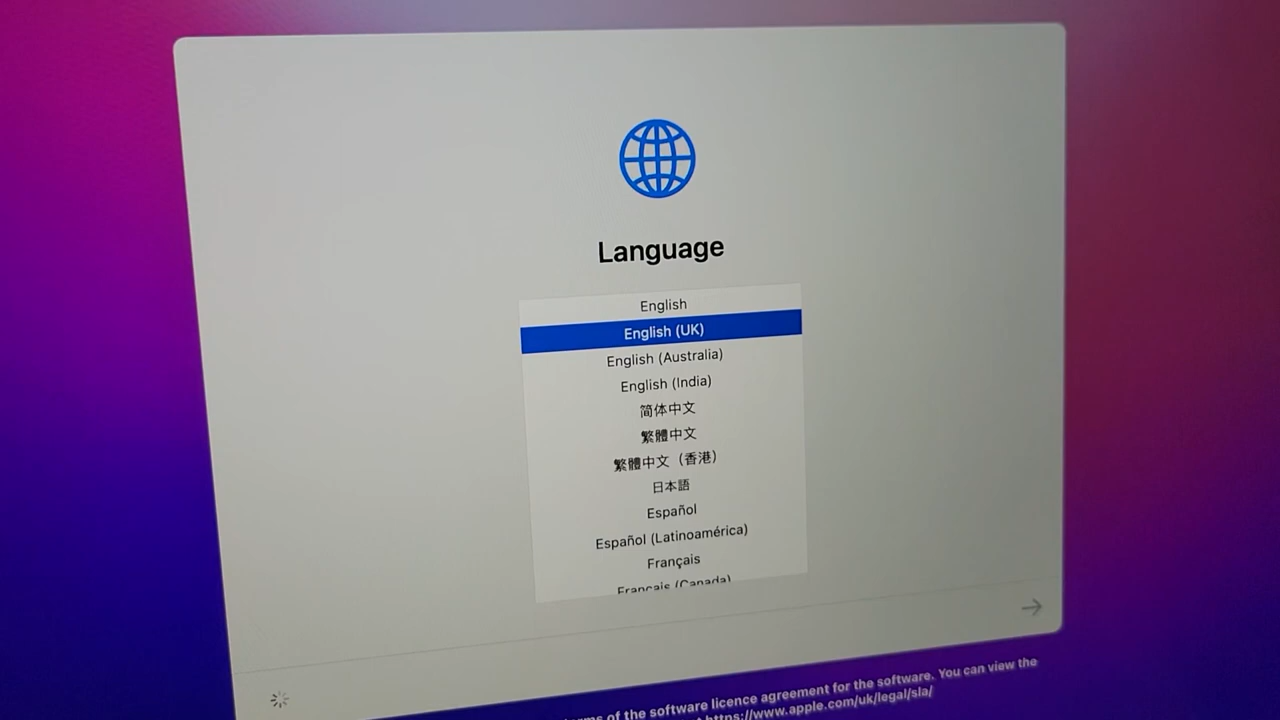 Language
English
English (UK)
English (Australia)
English (India)
简体中文
繁體中文
繁體中文（香港）
日本語
Español
Español (Latinoamérica)
Français
Français (Canada)
of the software licence agreement for the software. You can view the
https://www.apple.com/uk/legal/sla/